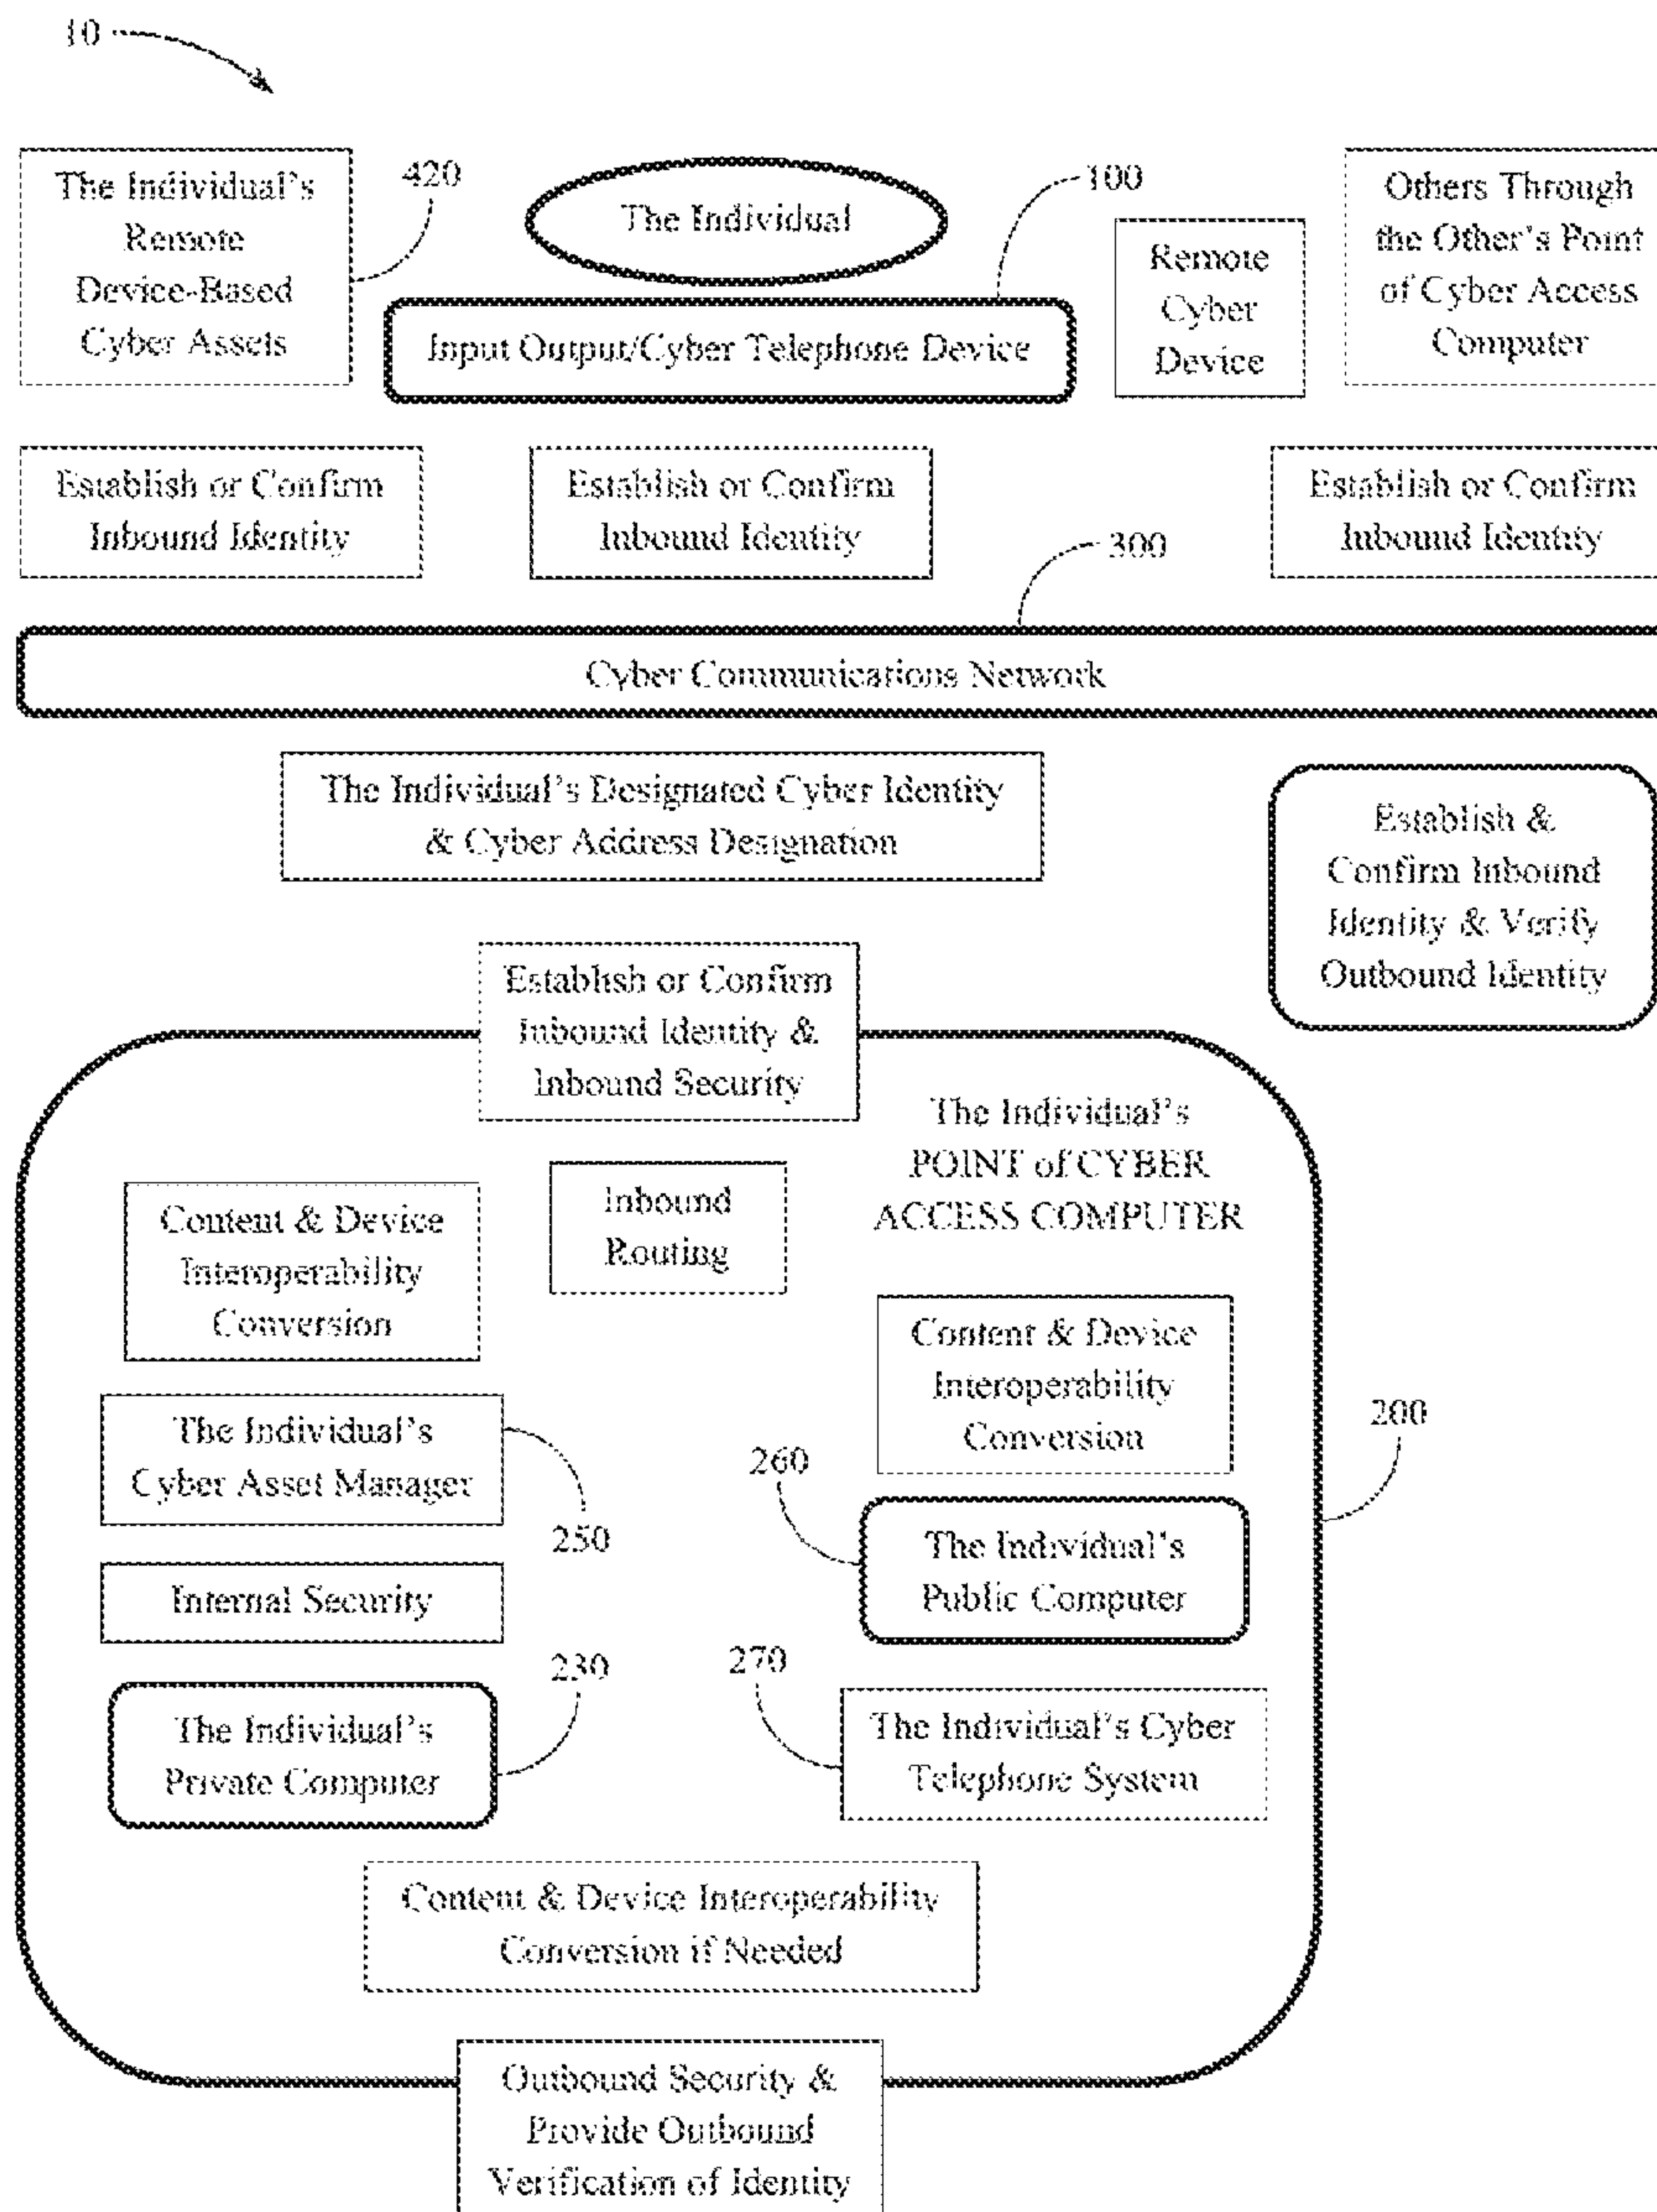 10
The Individual's
Remote
Device-Based
Cyber Assets
420
The Individual
100
Input Output/Cyber Telephone Device
Remote
Cyber
Device
Others Through
the Other's Point
of Cyber Access
Computer
Establish or Confirm
Inbound Identity
Establish or Confirm
Inbound Identity
Establish or Confirm
Inbound Identity
300
Cyber Communications Network
The Individual's Designated Cyber Identity
& Cyber Address Designation
Establish &
Confirm Inbound
Identity & Verify
Outbound Identity
Establish or Confirm
Inbound Identity &
Inbound Security
The Individual's
POINT of CYBER
ACCESS COMPUTER
Inbound
Routing
Content & Device
Interoperability
Conversion
Content & Device
Interoperability
Conversion
200
The Individual's
Cyber Asset Manager
250
260
The Individual's
Public Computer
Internal Security
230
270
The Individual's
Private Computer
The Individual's Cyber
Telephone System
Content & Device Interoperability
Conversion if Needed
Outbound Security &
Provide Outbound
Verification of Identity